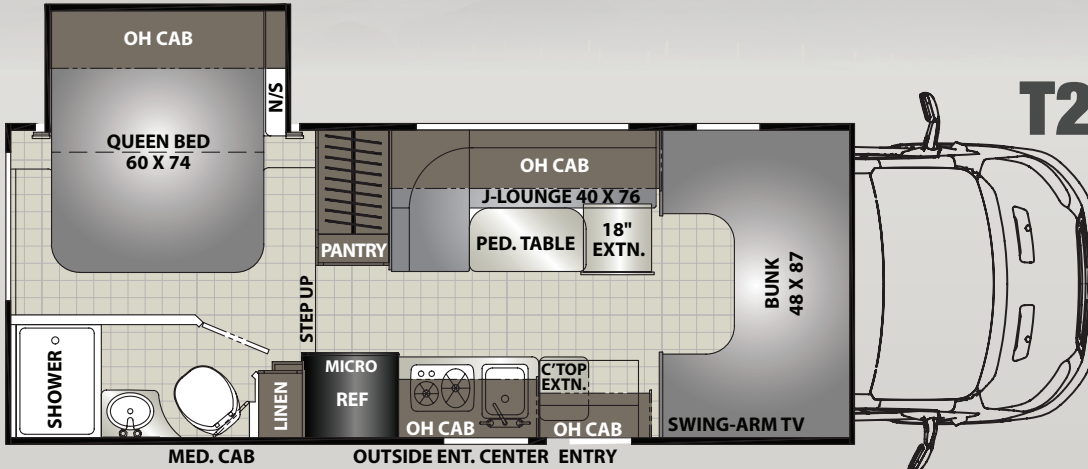 OH CAB
N/S
T2
QUEEN BED
60 X 74
OH CAB
J-LOUNGE 40 X 76
PANTRY
PED. TABLE
18"
EXTN.
BUNK
48 X 87
STEP UP
SHOWER
LINEN
MICRO
REF
C'TOP
EXTN.
OH CAB
OH CAB
SWING-ARM TV
MED. CAB
OUTSIDE ENT. CENTER
ENTRY